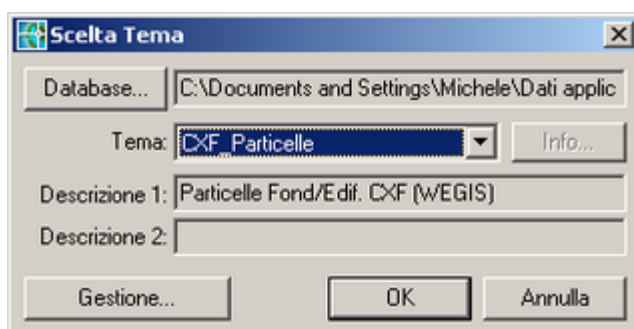 Scelta Tema
Database... C:\Documents and Settings\Michele\Dati applic
Tema: CXF_Particelle Info...
Descrizione 1: Particelle Fond/Edif. CXF (WEGIS)
Descrizione 2:
Gestione... OK Annulla